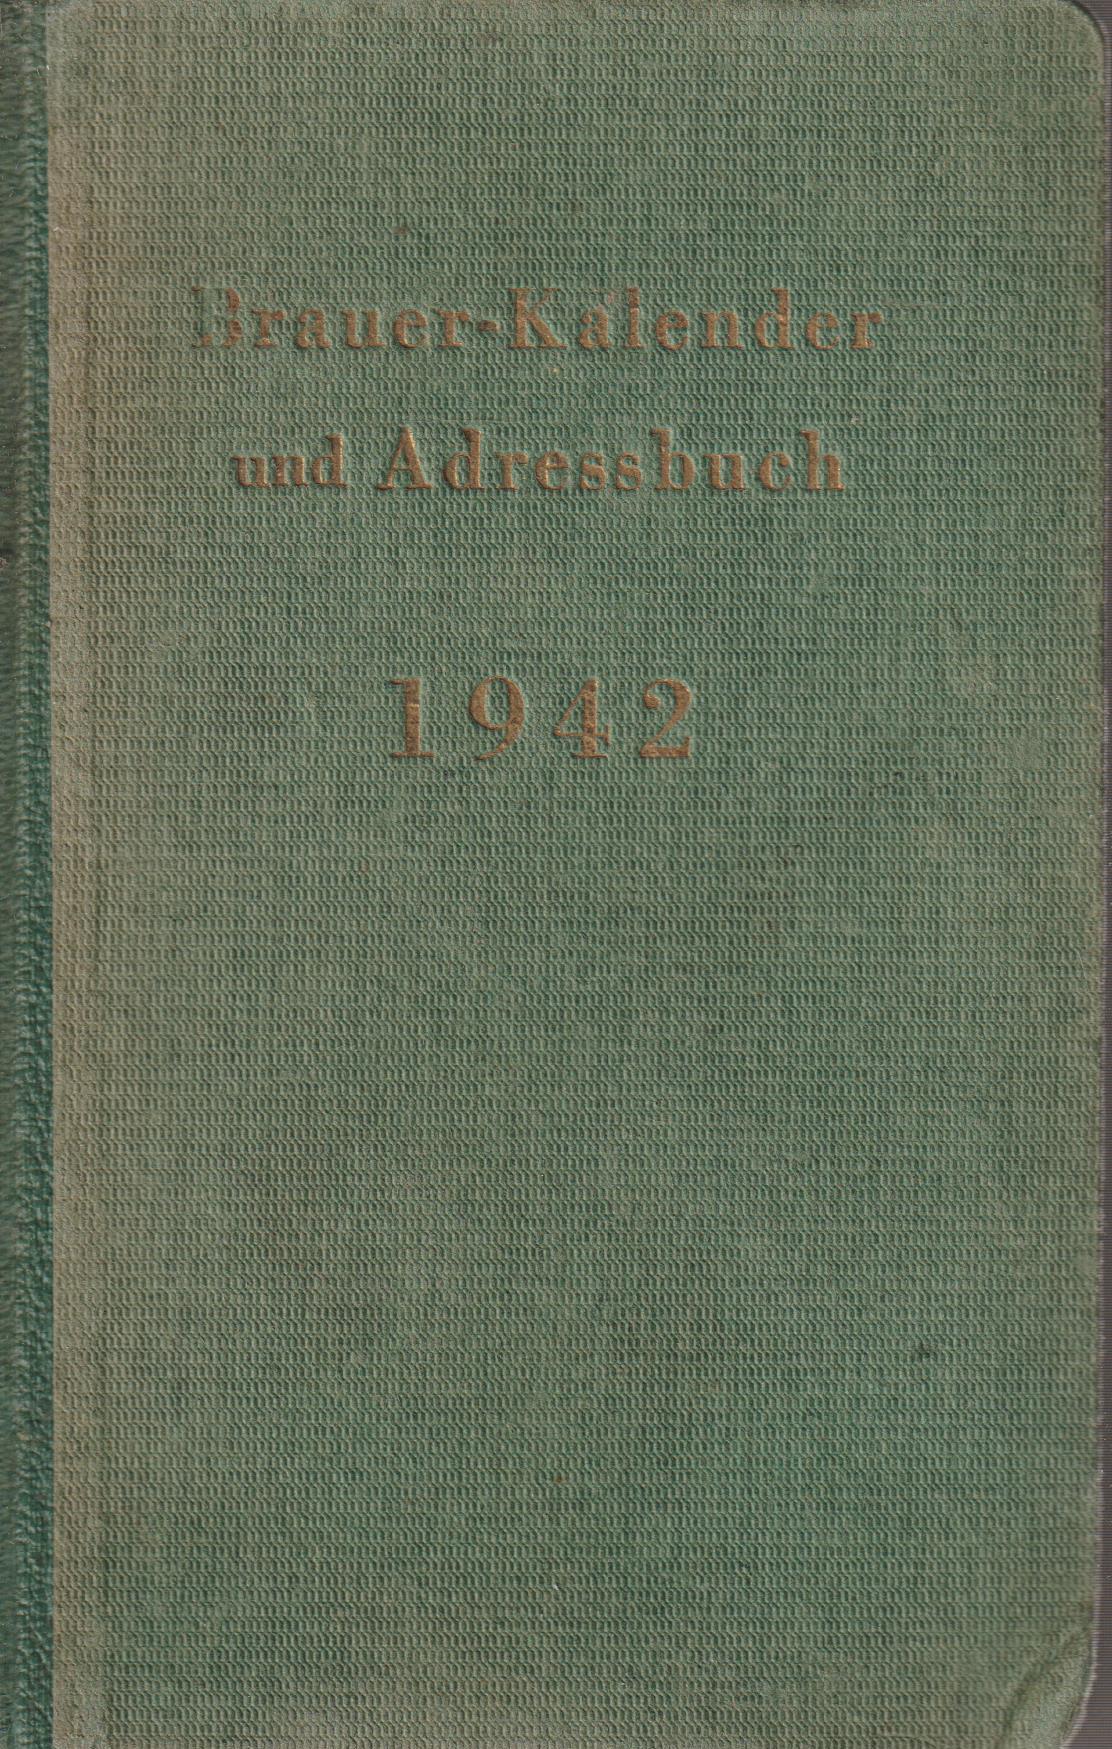 Brauer-Kalender
und Adressbuch
1942